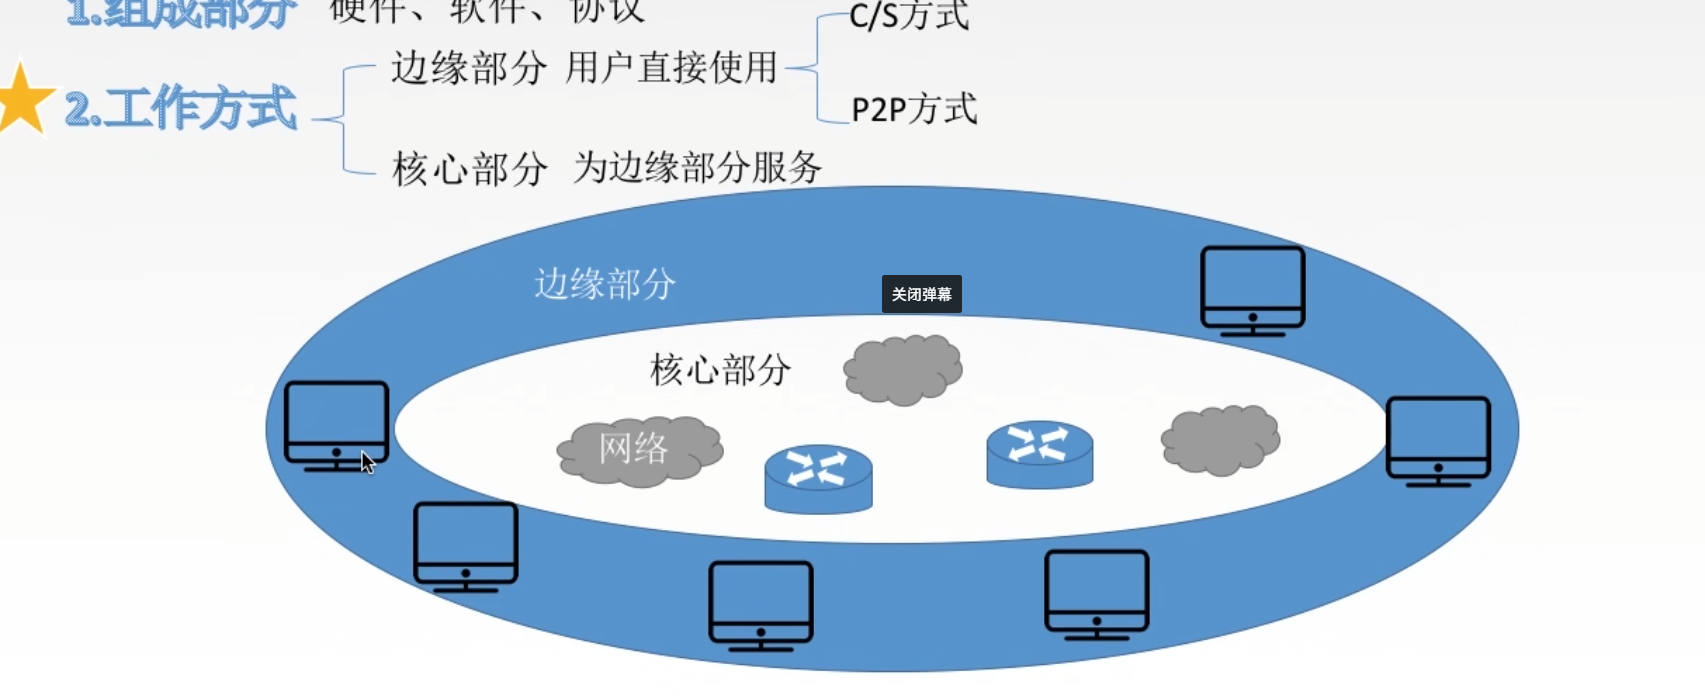 1.组成部分 硬件、软件、协议
C/S方式
边缘部分 用户直接使用
2.工作方式
P2P方式
核心部分 为边缘部分服务
边缘部分
关闭弹幕
核心部分
网络